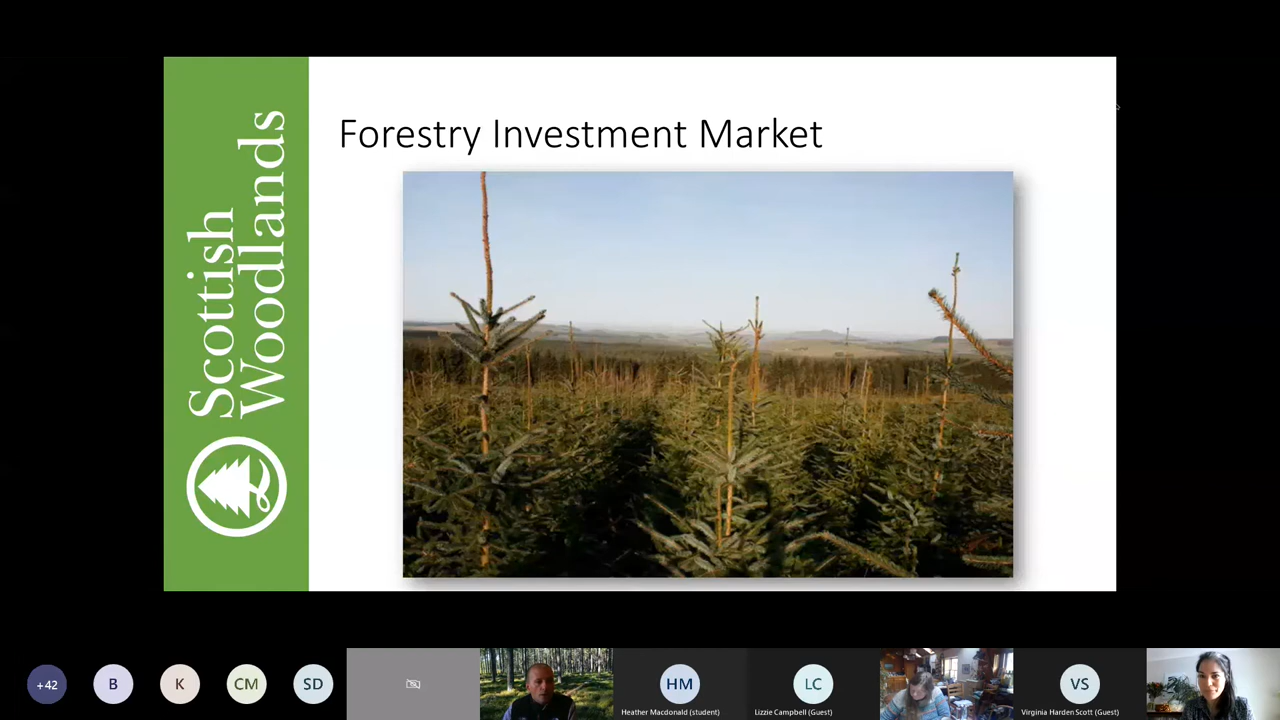 Scottish
Woodlands
Forestry Investment Market
+42
B
K
CM
SD
HM
Heather Macdonald (student)
LC
Lizzie Campbell (Guest)
VS
Virginia Harden Scott (Guest)